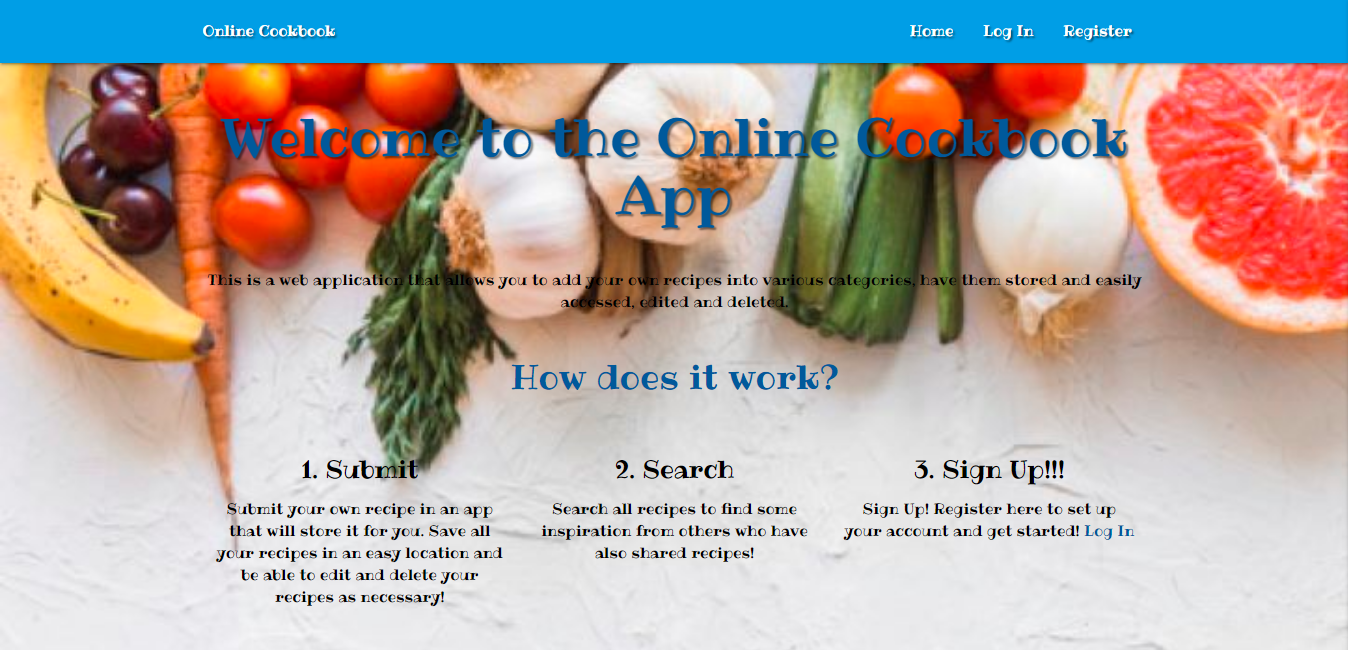 Online Cookbook
Home Log In Register
Welcome to the Online Cookbook
App
This is a web application that allows you to add your own recipes into various categories, have them stored and easily
accessed, edited and deleted.
How does it work?
1. Submit
Submit your own recipe in an app
that will store it for you. Save all
your recipes in an easy location and
be able to edit and delete your
recipes as necessary!
2. Search
Search all recipes to find some
inspiration from others who have
also shared recipes!
3. Sign Up!!!
Sign Up! Register here to set up
your account and get started! Log In